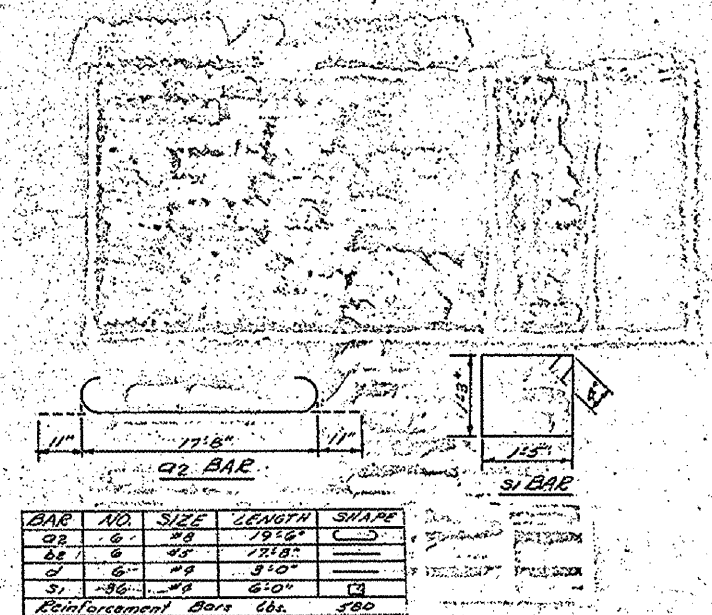 11" 17'-8" 11"
a2 BAR
1'-3"
4"
1'-5"
S1 BAR
BAR NO. SIZE LENGTH SHAPE
a2 6 #8 19'-6"
b2 6 #5 17'-8"
d 6 #4 3'-0"
S1 36 #4 6'-0"
Reinforcement Bars Lbs. 580